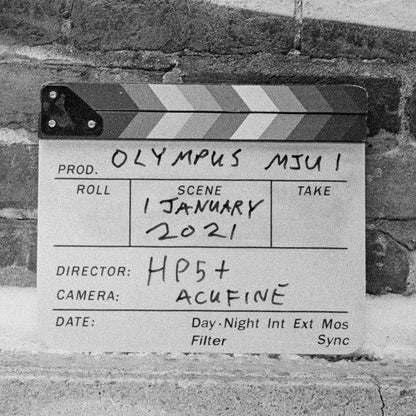 PROD. OLYMPUS MJU I
ROLL SCENE TAKE
1 JANUARY
2021
DIRECTOR: HP5+
CAMERA: ACUFINE
DATE: Day·Night Int Ext Mos
Filter Sync